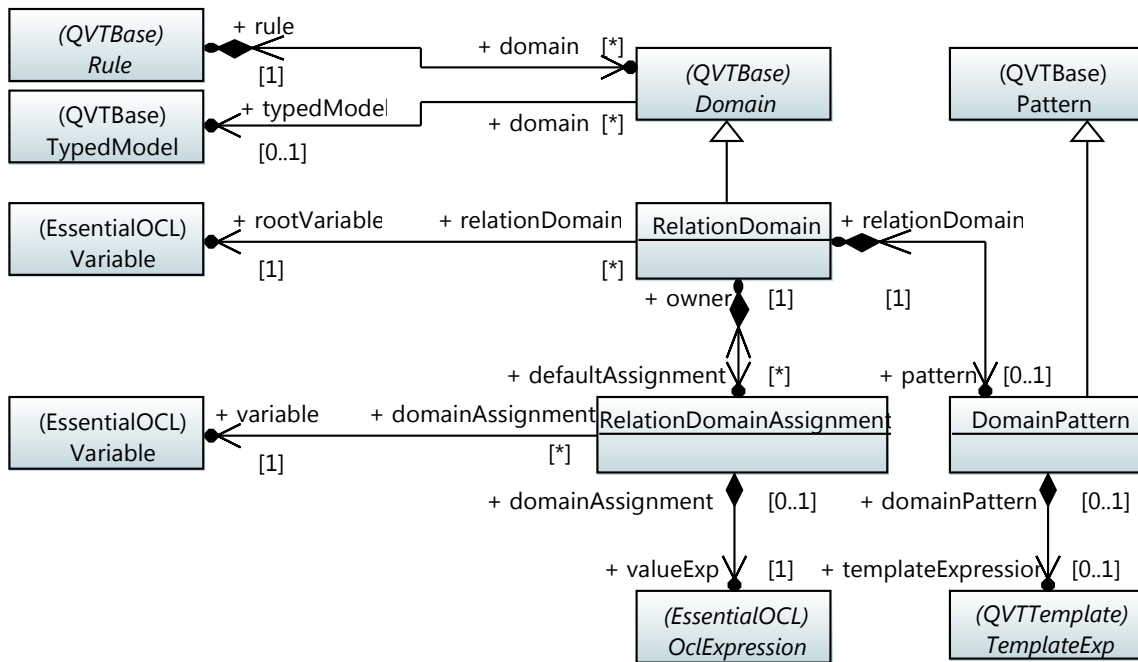 (QVTBase)
Rule
+ rule
[1]
+ domain [*]
(QVTBase)
Domain
(QVTBase)
Pattern
(QVTBase)
TypedModel
+ typedModel
[0..1]
+ domain [*]
(EssentialOCL)
Variable
+ rootVariable
[1]
+ relationDomain
[*]
RelationDomain
+ relationDomain
[1]
+ owner [1]
+ defaultAssignment [*]
+ pattern [0..1]
(EssentialOCL)
Variable
+ variable
[1]
+ domainAssignment
[*]
RelationDomainAssignment
DomainPattern
+ domainAssignment [0..1]
+ domainPattern [0..1]
+ valueExp [1]
+ templateExpression [0..1]
(EssentialOCL)
OclExpression
(QVTTemplate)
TemplateExp